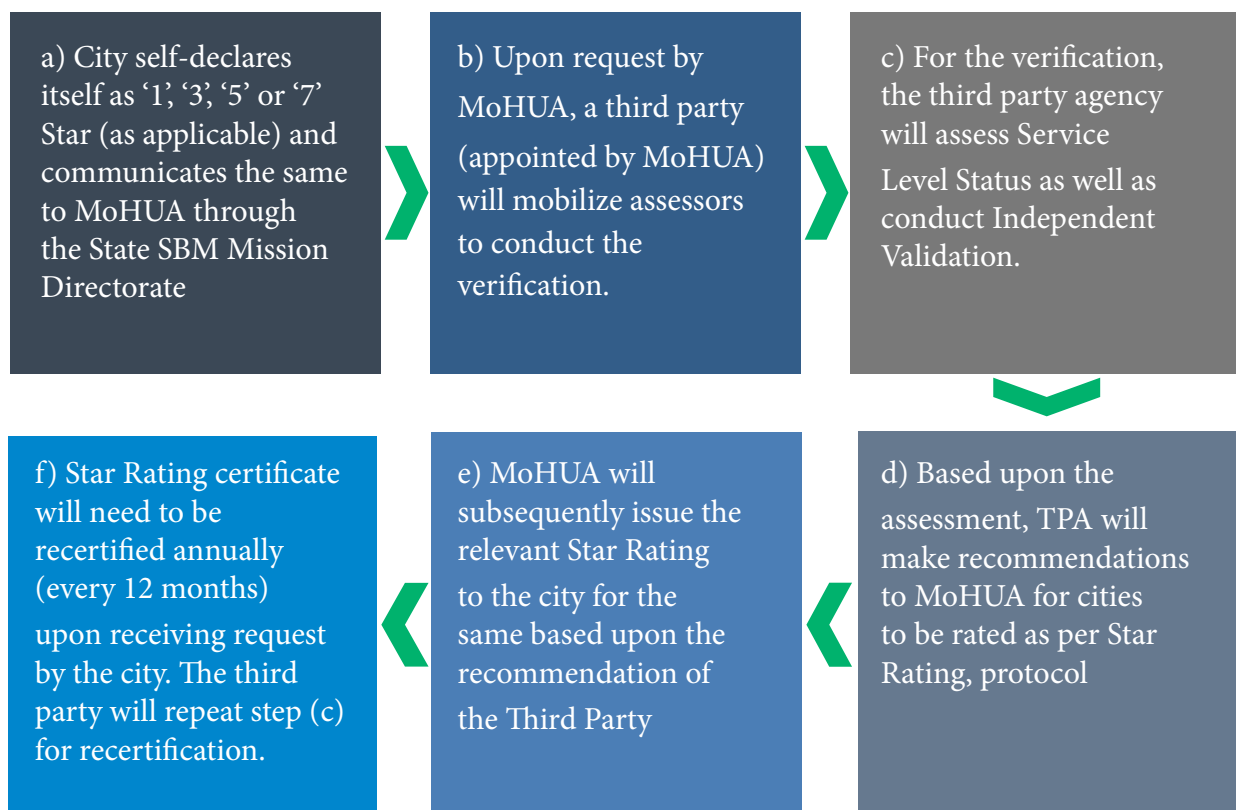 a) City self-declares
itself as ‘1’, ‘3’, ‘5’ or ‘7’
Star (as applicable) and
communicates the same
to MoHUA through
the State SBM Mission
Directorate
b) Upon request by
MoHUA, a third party
(appointed by MoHUA)
will mobilize assessors
to conduct the
verification.
c) For the verification,
the third party agency
will assess Service
Level Status as well as
conduct Independent
Validation.
d) Based upon the
assessment, TPA will
make recommendations
to MoHUA for cities
to be rated as per Star
Rating, protocol
e) MoHUA will
subsequently issue the
relevant Star Rating
to the city for the
same based upon the
recommendation of
the Third Party
f) Star Rating certificate
will need to be
recertified annually
(every 12 months)
upon receiving request
by the city. The third
party will repeat step (c)
for recertification.